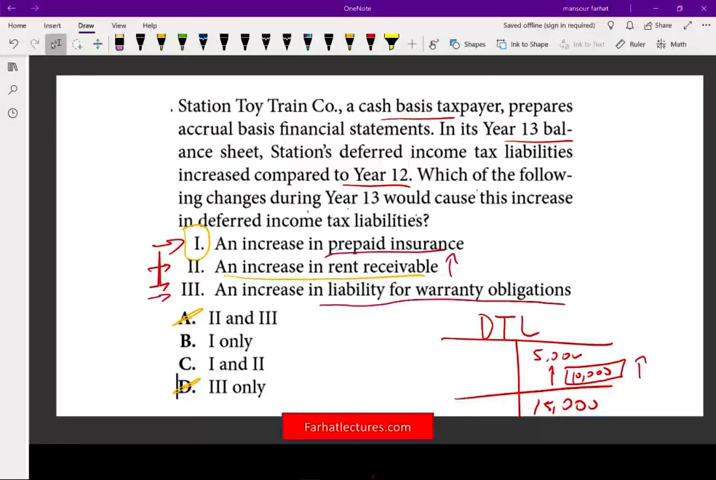 OneNote
mansour farhat
Home Insert Draw View Help
Saved offline (sign in required)
Share
Shapes Ink to Shape Ink to Text Ruler Math
. Station Toy Train Co., a cash basis taxpayer, prepares
accrual basis financial statements. In its Year 13 bal-
ance sheet, Station's deferred income tax liabilities
increased compared to Year 12. Which of the follow-
ing changes during Year 13 would cause this increase
in deferred income tax liabilities?
I. An increase in prepaid insurance
II. An increase in rent receivable
III. An increase in liability for warranty obligations
A. II and III
B. I only
C. I and II
D. III only
DTL
5,000
10,000
15,000
Farhatlectures.com